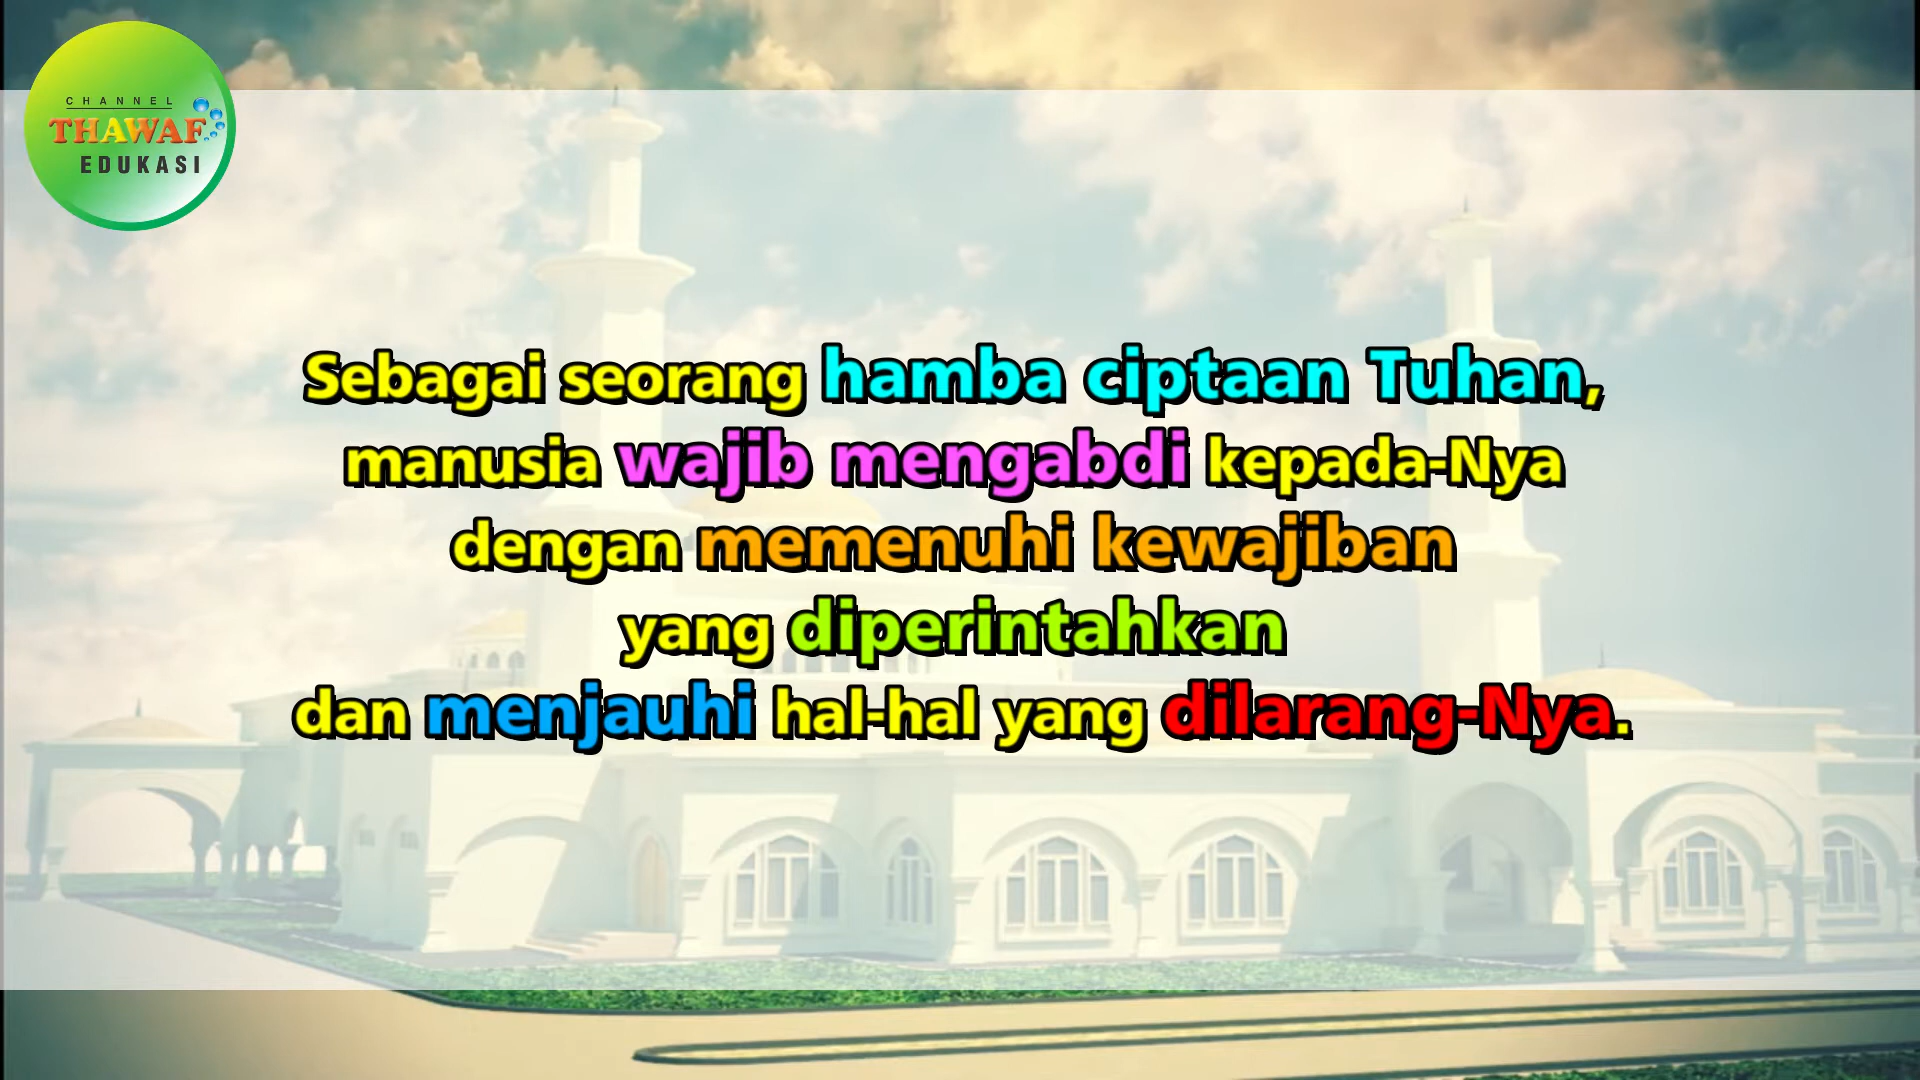 CHANNEL
THAWAF
EDUKASI
Sebagai seorang hamba ciptaan Tuhan,
manusia wajib mengabdi kepada-Nya
dengan memenuhi kewajiban
yang diperintahkan
dan menjauhi hal-hal yang dilarang-Nya.